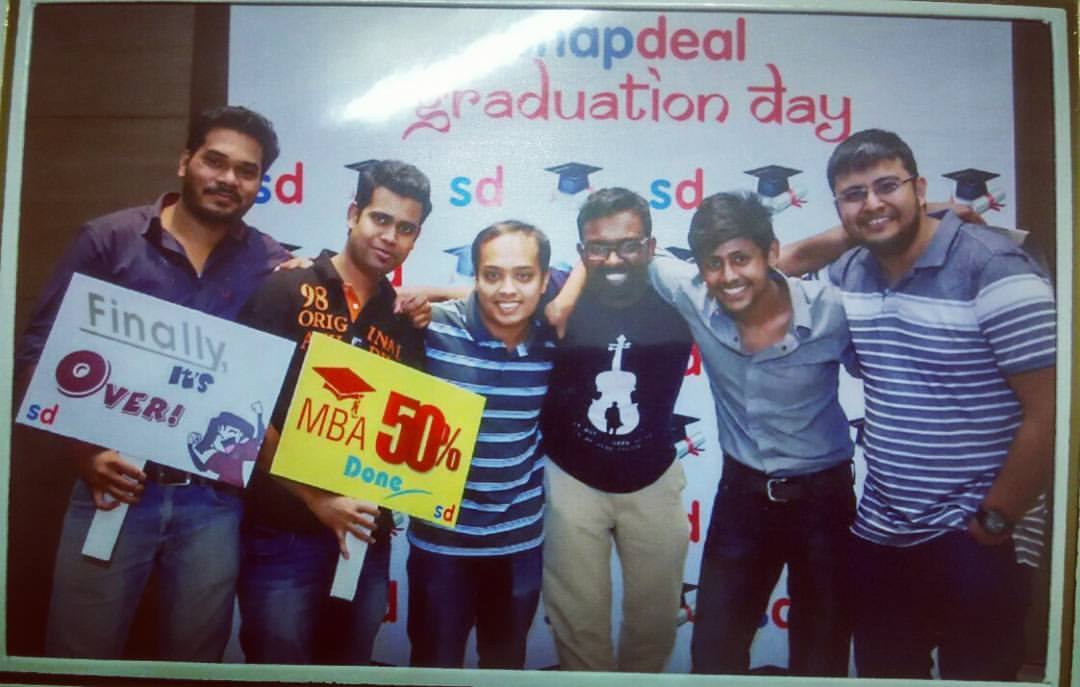 napdeal
graduation day
sd
sd
sd
Finally,
It's
Over!
sd
98
ORIG INAL
MBA 50%
Done
sd